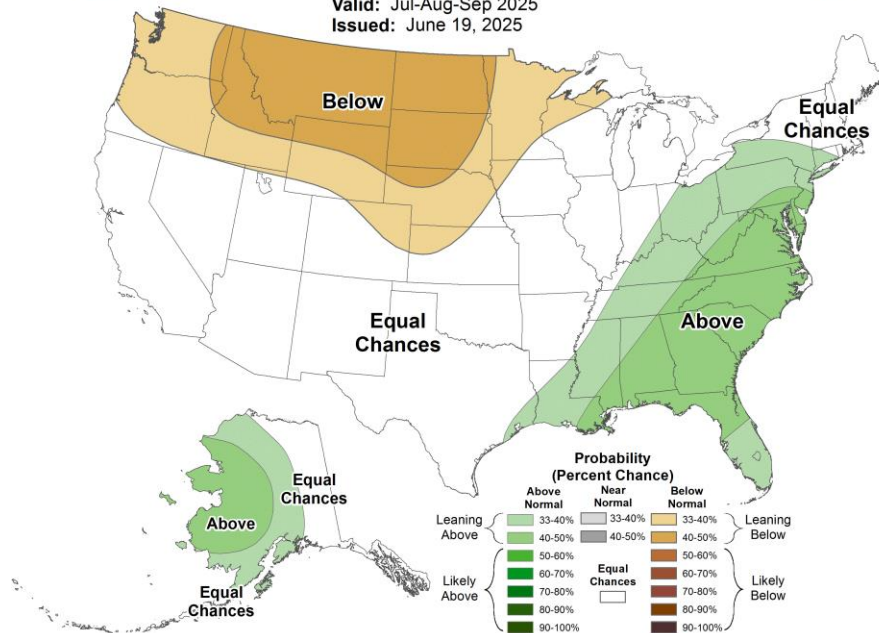 Valid: Jul-Aug-Sep 2025
Issued: June 19, 2025
Below
Equal
Chances
Equal
Chances
Above
Equal
Chances
Above
Equal
Chances
Probability
(Percent Chance)
Above
Normal
Near
Normal
Below
Normal
Leaning
Above
33-40%
33-40%
33-40%
Leaning
Below
40-50%
40-50%
40-50%
Likely
Above
50-60%
60-70%
70-80%
80-90%
90-100%
Equal
Chances
50-60%
60-70%
70-80%
80-90%
90-100%
Likely
Below